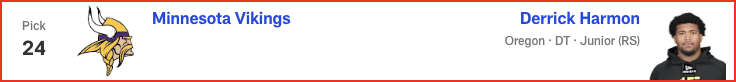 Pick
24
Minnesota Vikings
Derrick Harmon
Oregon · DT · Junior (RS)